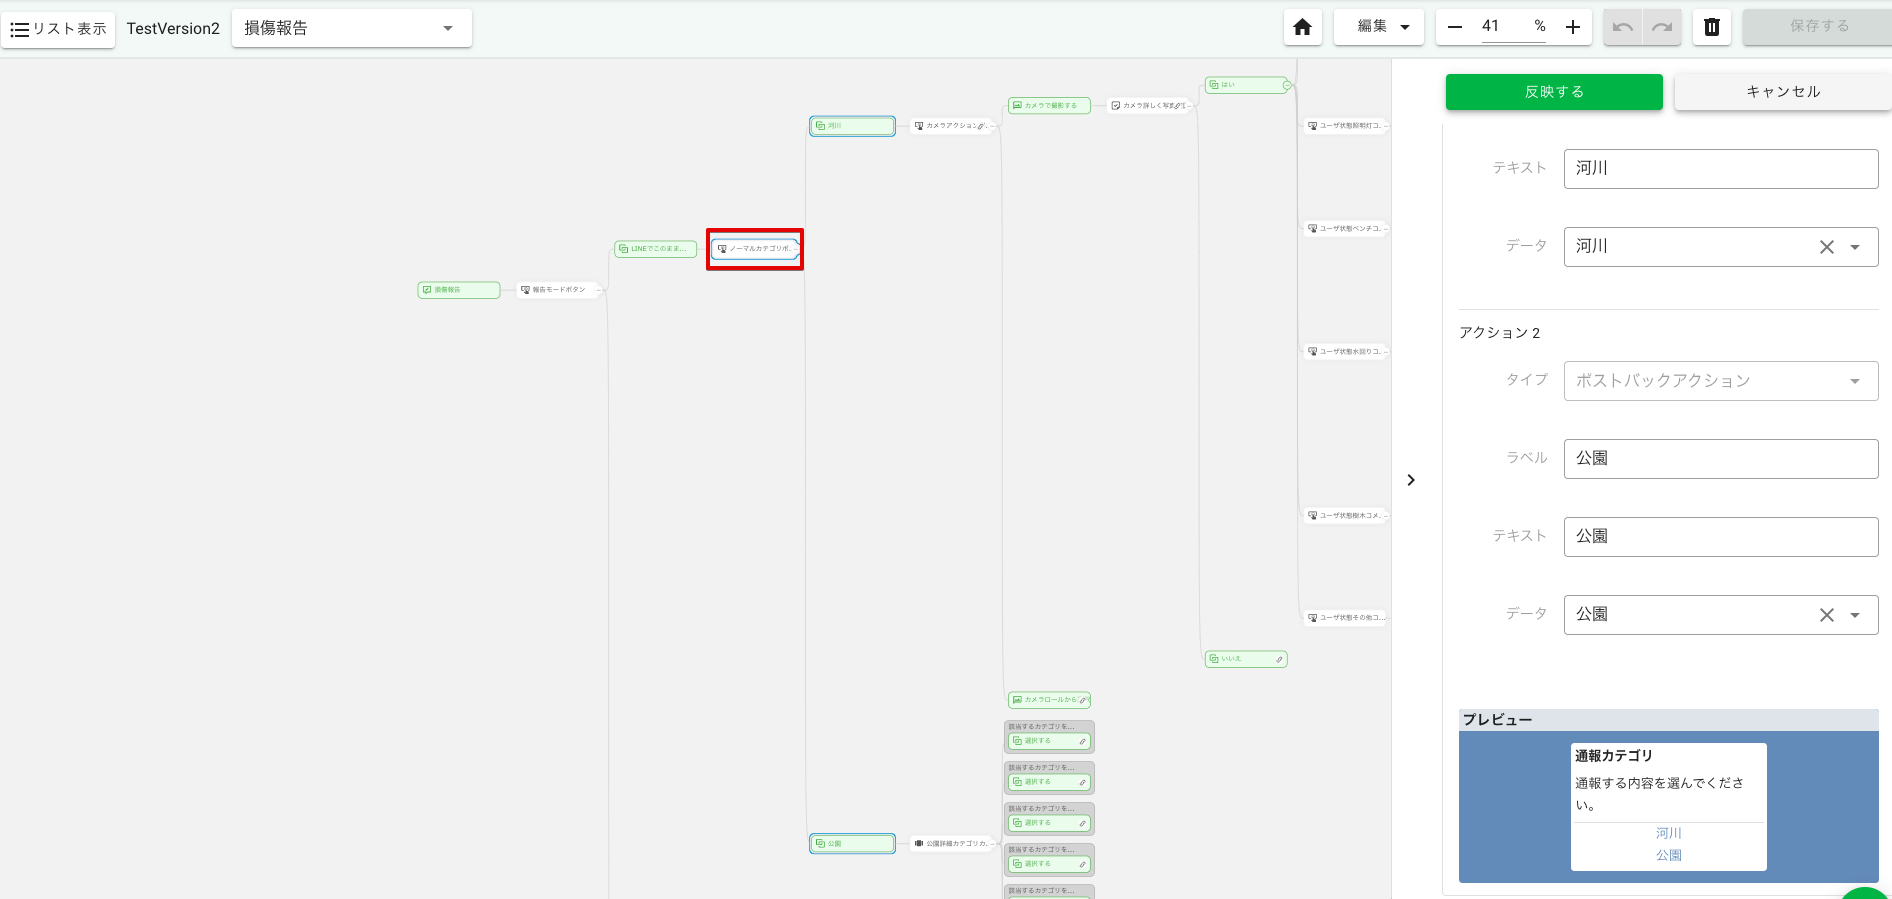 リスト表示
TestVersion2
損傷報告
編集
41 %
保存する
反映する
キャンセル
テキスト
河川
データ
河川
アクション 2
タイプ
ポストバックアクション
ラベル
公園
テキスト
公園
データ
公園
プレビュー
通報カテゴリ
通報する内容を選んでくださ
い。
河川
公園
損傷報告
報告モードボタン
LINEでこのまま...
ノーマルカテゴリボ...
河川
カメラアクション
カメラで撮影する
カメラ詳しく写真
はい
ユーザ状態照明灯コ...
ユーザ状態ベンチコ...
ユーザ状態水回りコ...
ユーザ状態樹木コメ...
ユーザ状態その他コ...
いいえ
カメラロールから
該当するカテゴリを...
選択する
該当するカテゴリを...
選択する
該当するカテゴリを...
選択する
該当するカテゴリを...
選択する
該当するカテゴリを...
公園
公園詳細カテゴリカ...